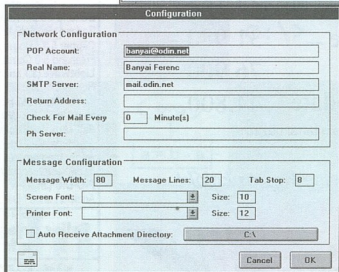 Configuration
Network Configuration
POP Account: banyai@odin.net
Real Name: Banyai Ferenc
SMTP Server: mail.odin.net
Return Address:
Check For Mail Every 0 Minute(s)
Ph Server:
Message Configuration
Message Width: 80 Message Lines: 20 Tab Stop: 8
Screen Font: Size: 10
Printer Font: Size: 12
Auto Receive Attachment Directory: C:\
Cancel OK